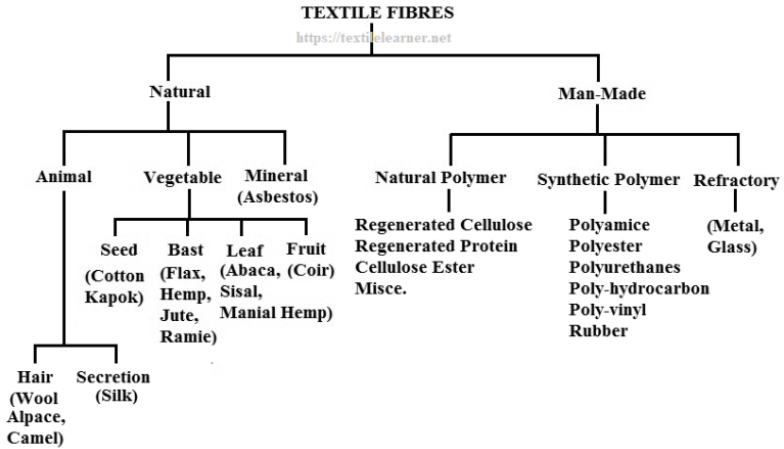 TEXTILE FIBRES
https://textilelearner.net
Natural
Man-Made
Animal
Vegetable
Mineral
(Asbestos)
Natural Polymer
Synthetic Polymer
Refractory
Seed
(Cotton
Kapok)
Bast
(Flax,
Hemp,
Jute,
Ramie)
Leaf
(Abaca,
Sisal,
Manial Hemp)
Fruit
(Coir)
Regenerated Cellulose
Regenerated Protein
Cellulose Ester
Misce.
Polyamice
Polyester
Polyurethanes
Poly-hydrocarbon
Poly-vinyl
Rubber
(Metal,
Glass)
Hair
(Wool
Alpace,
Camel)
Secretion
(Silk)